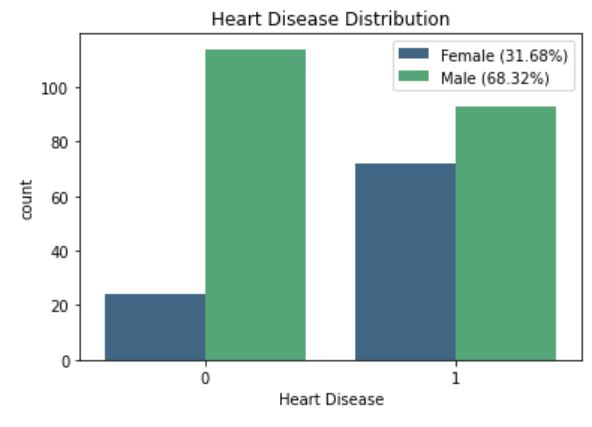 Heart Disease Distribution
Female (31.68%)
Male (68.32%)
100
80
60
40
20
0
count
0 1
Heart Disease